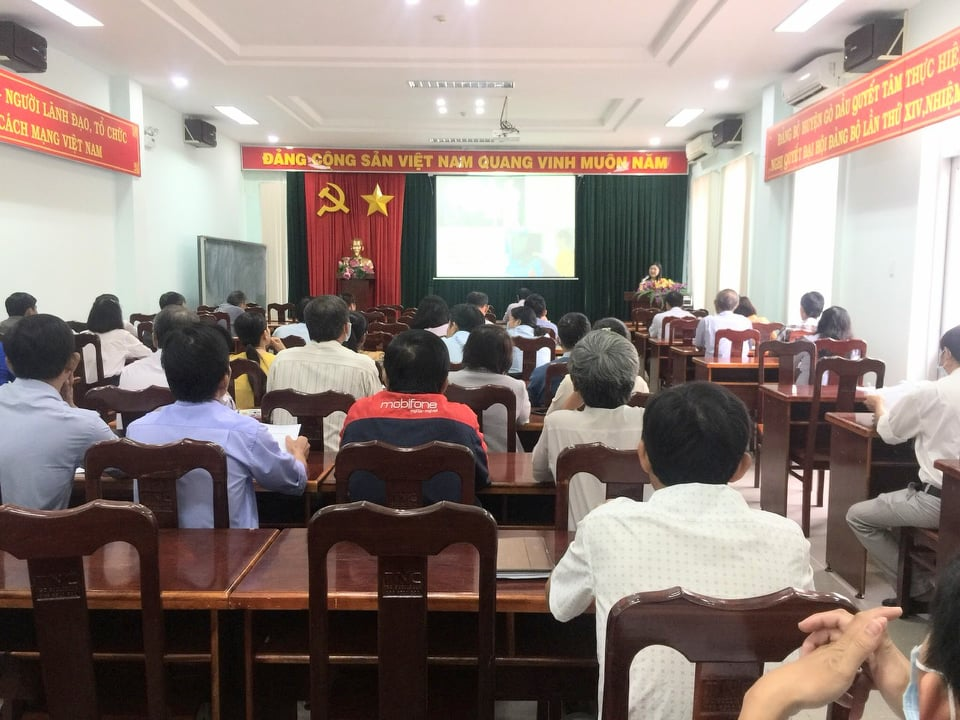 NGƯỜI LÃNH ĐẠO, TỔ CHỨC
CÁCH MẠNG VIỆT NAM
ĐẢNG CỘNG SẢN VIỆT NAM QUANG VINH MUÔN NĂM
ĐẢNG BỘ HUYỆN GÒ DẦU QUYẾT TÂM THỰC HIỆN
NGHỊ QUYẾT ĐẠI HỘI ĐẢNG BỘ LẦN THỨ XIV, NHIỆM
mobifone